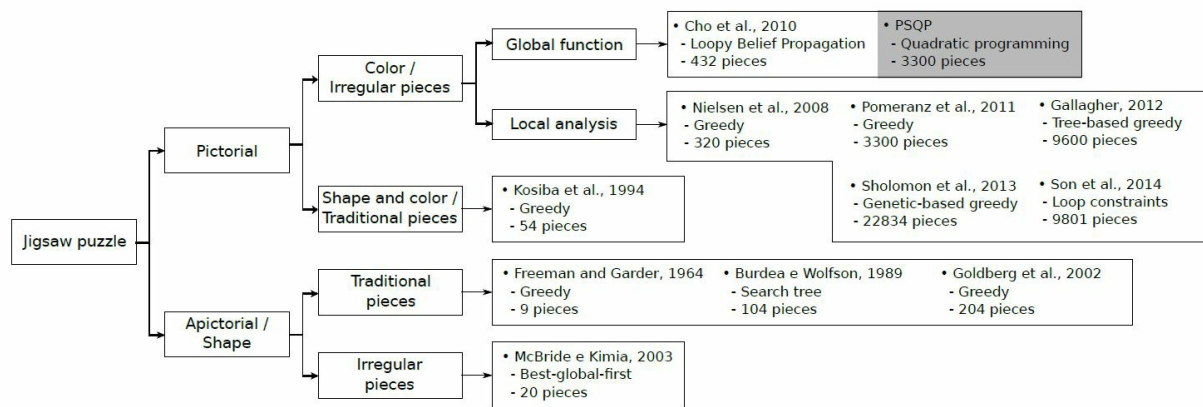 Jigsaw puzzle
Pictorial
Color /
Irregular pieces
Global function
• Cho et al., 2010
- Loopy Belief Propagation
- 432 pieces
• PSQP
- Quadratic programming
- 3300 pieces
Local analysis
• Nielsen et al., 2008
- Greedy
- 320 pieces
• Pomeranz et al., 2011
- Greedy
- 3300 pieces
• Gallagher, 2012
- Tree-based greedy
- 9600 pieces
• Sholomon et al., 2013
- Genetic-based greedy
- 22834 pieces
• Son et al., 2014
- Loop constraints
- 9801 pieces
Shape and color /
Traditional pieces
• Kosiba et al., 1994
- Greedy
- 54 pieces
Apictorial /
Shape
Traditional
pieces
• Freeman and Garder, 1964
- Greedy
- 9 pieces
• Burdea e Wolfson, 1989
- Search tree
- 104 pieces
• Goldberg et al., 2002
- Greedy
- 204 pieces
Irregular
pieces
• McBride e Kimia, 2003
- Best-global-first
- 20 pieces